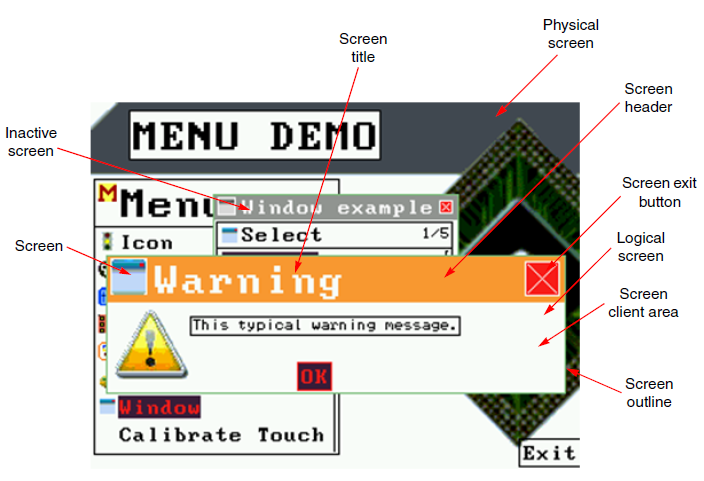 Physical
screen
Screen
title
Screen
header
Inactive
screen
MENU DEMO
Screen exit
button
M Menu
Window example
Icon
Select 1/5
Logical
screen
Screen
Warning
Screen
client area
This typical warning message.
OK
Screen
outline
Window
Calibrate Touch
Exit